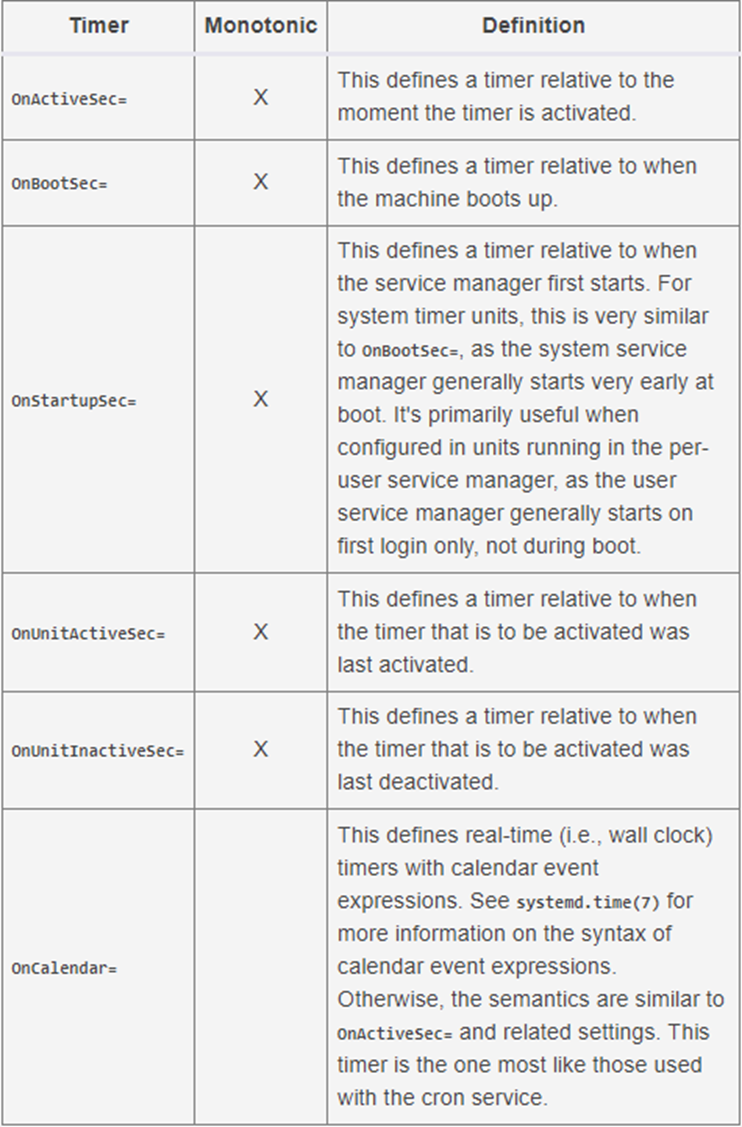 Timer Monotonic Definition
OnActiveSec= X This defines a timer relative to the
moment the timer is activated.
OnBootSec= X This defines a timer relative to when
the machine boots up.
This defines a timer relative to when
the service manager first starts. For
system timer units, this is very similar
to OnBootSec=, as the system service
manager generally starts very early at
OnStartupSec= X boot. It's primarily useful when
configured in units running in the per-
user service manager, as the user
service manager generally starts on
first login only, not during boot.
This defines a timer relative to when
OnUnitActiveSec= X the timer that is to be activated was
last activated.
This defines a timer relative to when
OnUnitInactiveSec= X the timer that is to be activated was
last deactivated.
This defines real-time (i.e., wall clock)
timers with calendar event
expressions. See systemd.time(7) for
more information on the syntax of
OnCalendar= calendar event expressions.
Otherwise, the semantics are similar to
OnActiveSec= and related settings. This
timer is the one most like those used
with the cron service.